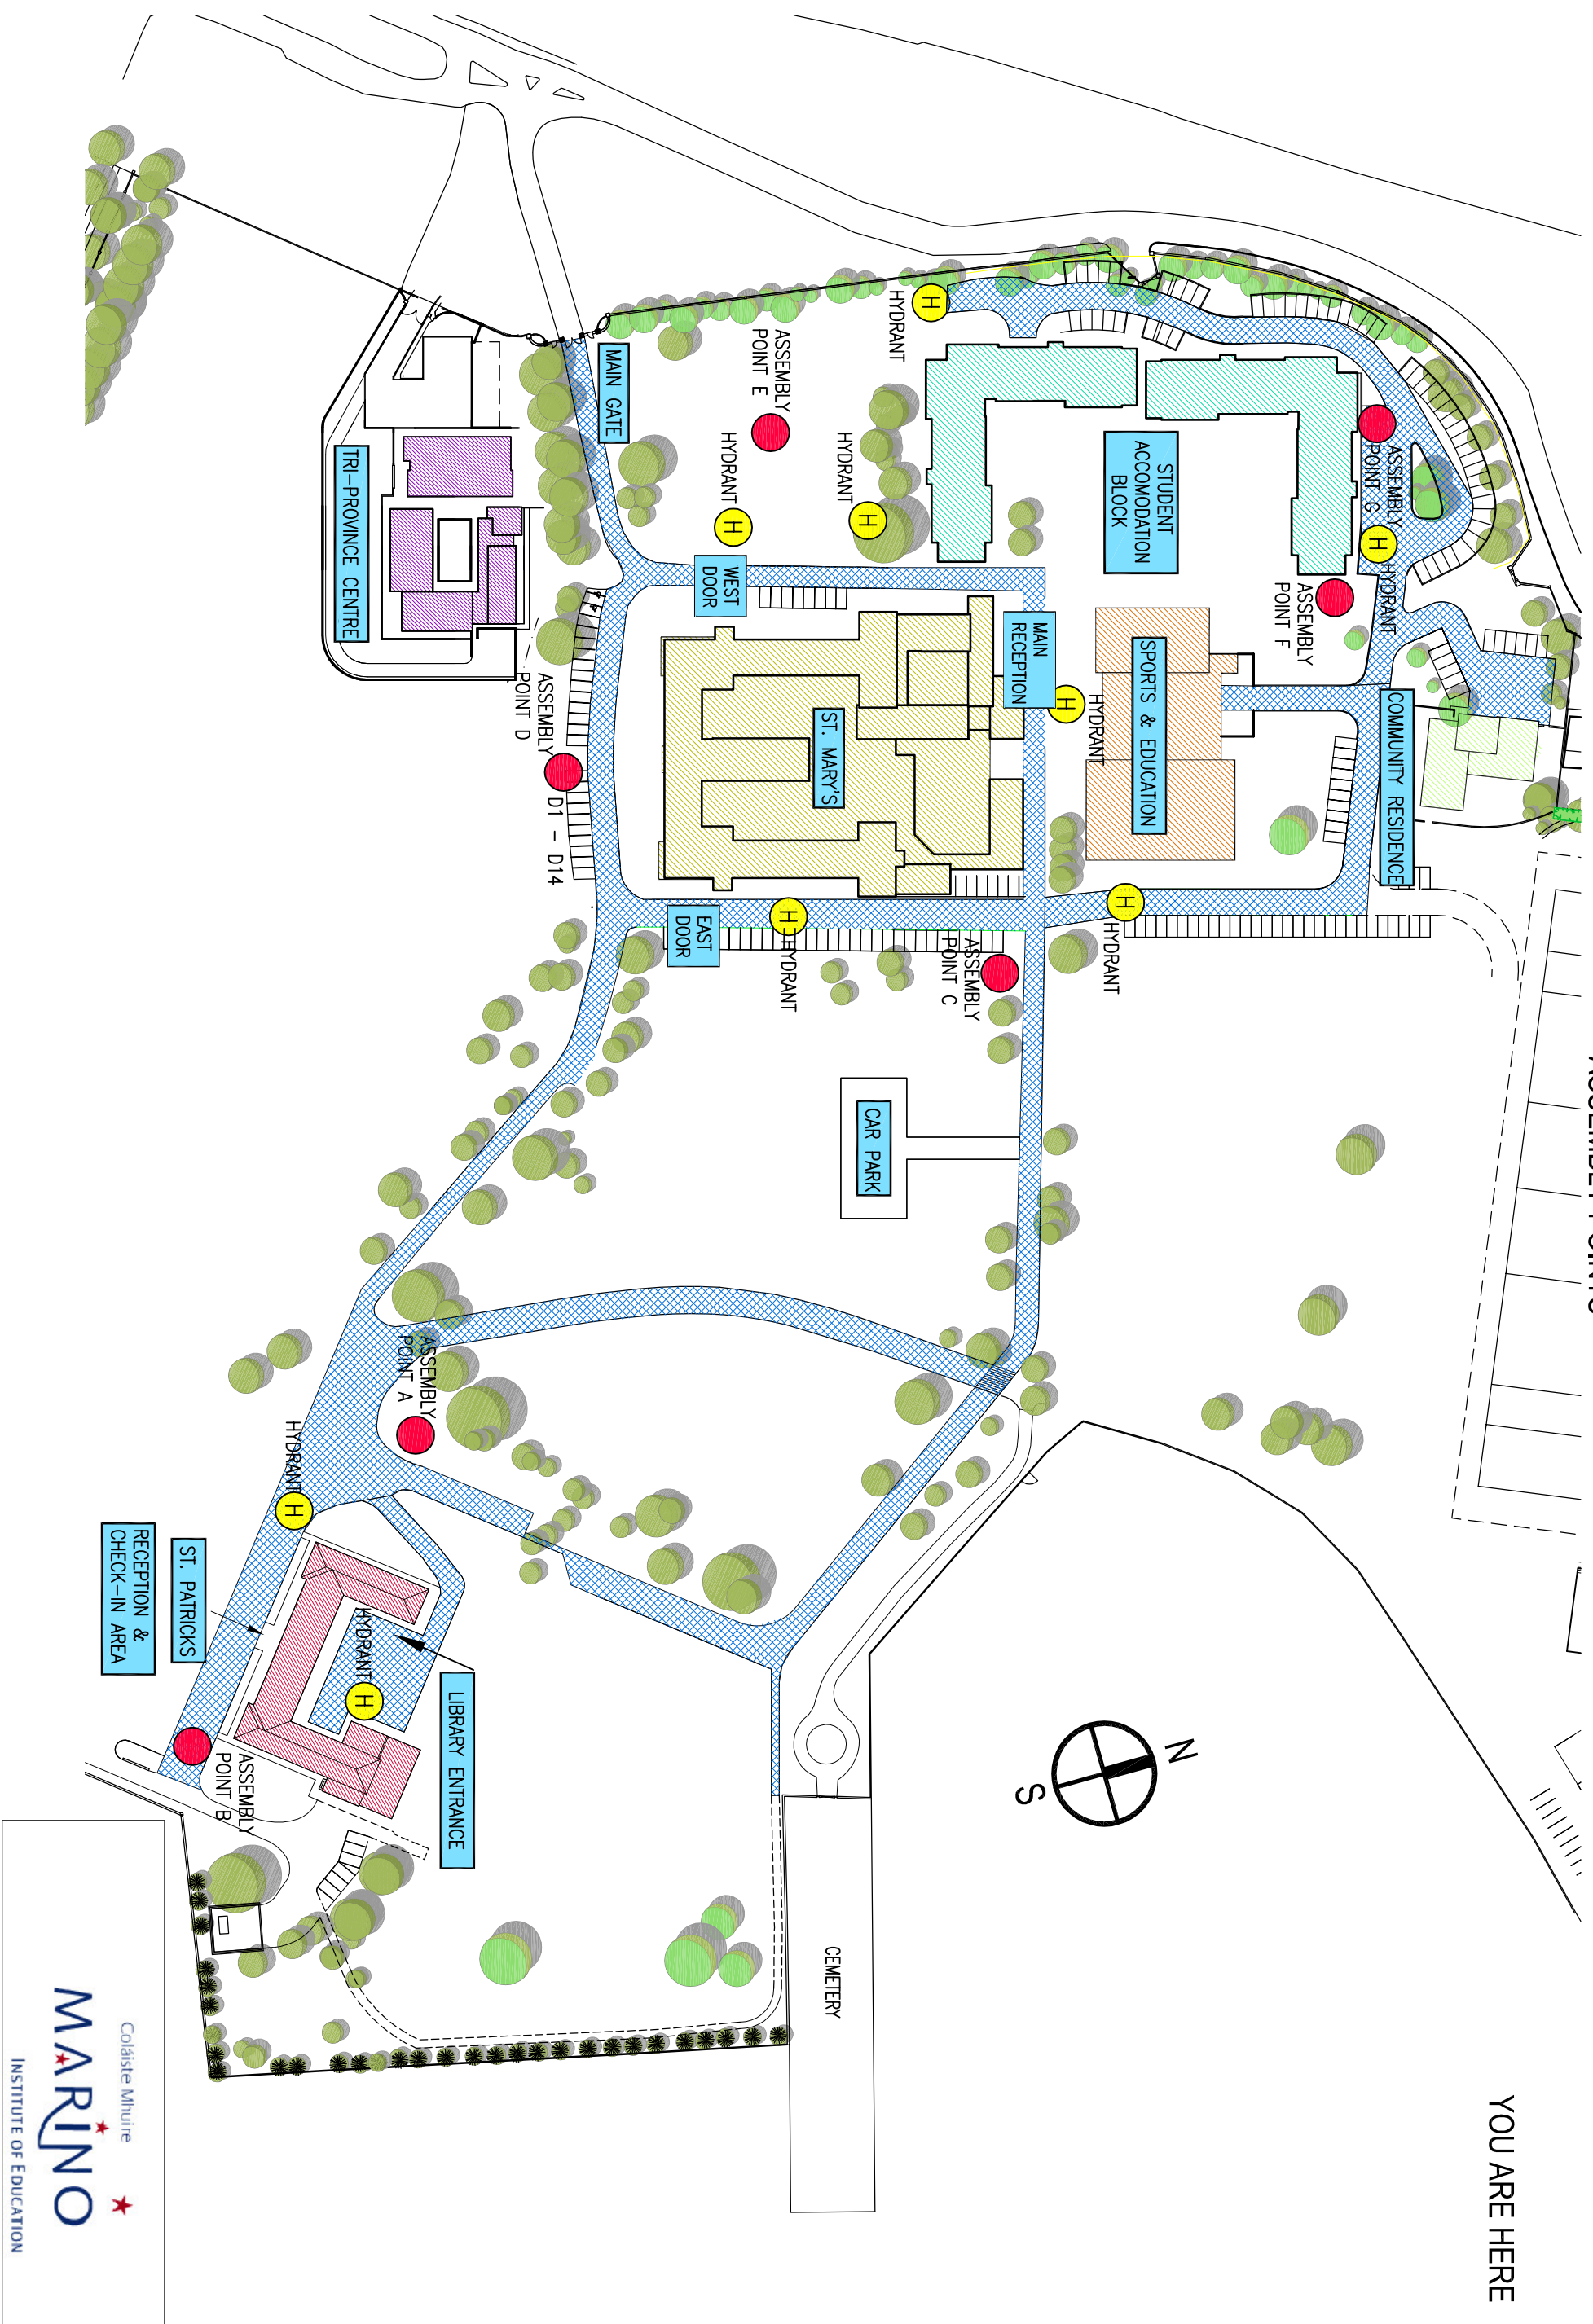 ASSEMBLY POINTS
YOU ARE HERE
ASSEMBLY
POINT G
H
HYDRANT
COMMUNITY RESIDENCE
ASSEMBLY
POINT F
STUDENT
ACCOMODATION
BLOCK
SPORTS & EDUCATION
H
HYDRANT
H
HYDRANT
MAIN
RECEPTION
H
HYDRANT
N
S
ASSEMBLY
POINT C
HYDRANT
H
ST. MARY'S
CAR PARK
CEMETERY
ASSEMBLY
POINT E
HYDRANT
H
WEST
DOOR
H
HYDRANT
EAST
DOOR
MAIN GATE
ASSEMBLY
POINT D
D1 - D14
TRI-PROVINCE CENTRE
ASSEMBLY
POINT A
LIBRARY ENTRANCE
HYDRANT
H
HYDRANT
H
ASSEMBLY
POINT B
ST. PATRICKS
RECEPTION &
CHECK-IN AREA
Coláiste Mhuire
MARINO
INSTITUTE OF EDUCATION